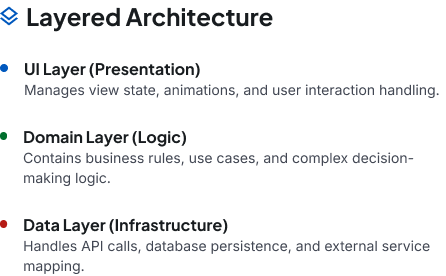 Layered Architecture
UI Layer (Presentation)
Manages view state, animations, and user interaction handling.
Domain Layer (Logic)
Contains business rules, use cases, and complex decision-
making logic.
Data Layer (Infrastructure)
Handles API calls, database persistence, and external service
mapping.